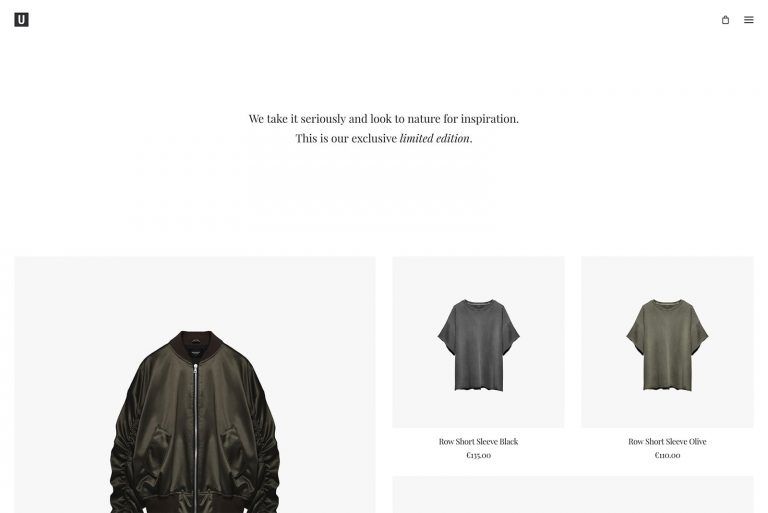 U
We take it seriously and look to nature for inspiration.
This is our exclusive limited edition.
Row Short Sleeve Black
€135.00
Row Short Sleeve Olive
€110.00